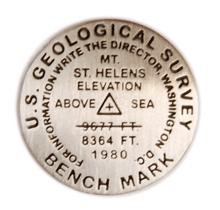 U.S. GEOLOGICAL SURVEY
FOR INFORMATION WRITE THE DIRECTOR, WASHINGTON DC.
MT.
ST. HELENS
ELEVATION
ABOVE SEA
9677 FT
8364 FT.
1980
BENCH MARK